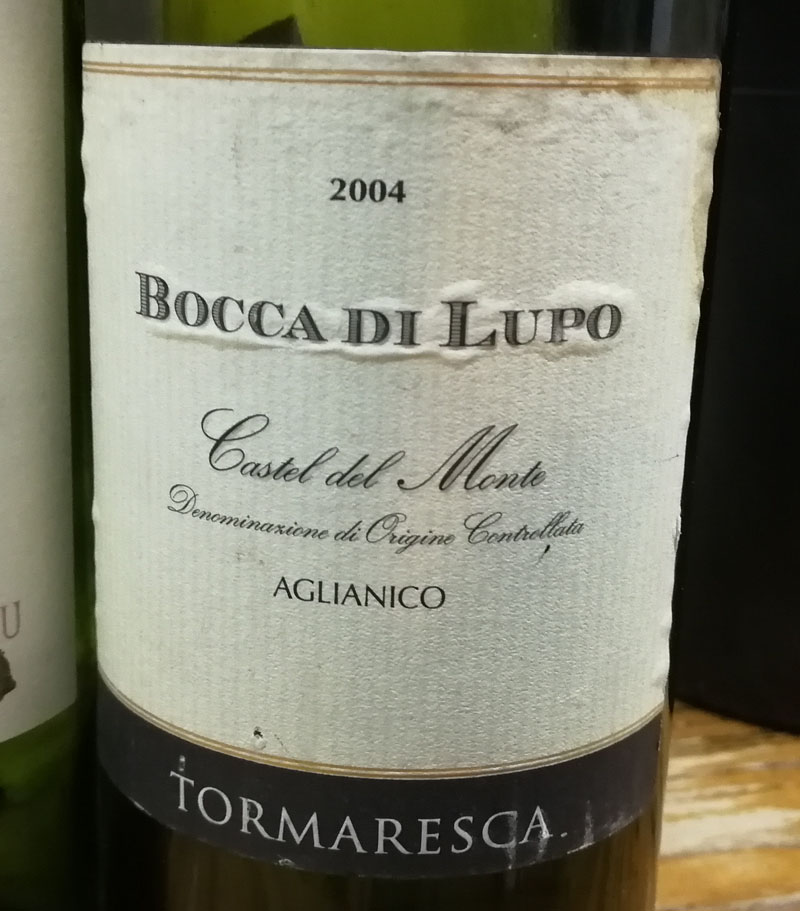 2004
BOCCA DI LUPO
Castel del Monte
Denominazione di Origine Controllata
AGLIANICO
TORMARESCA